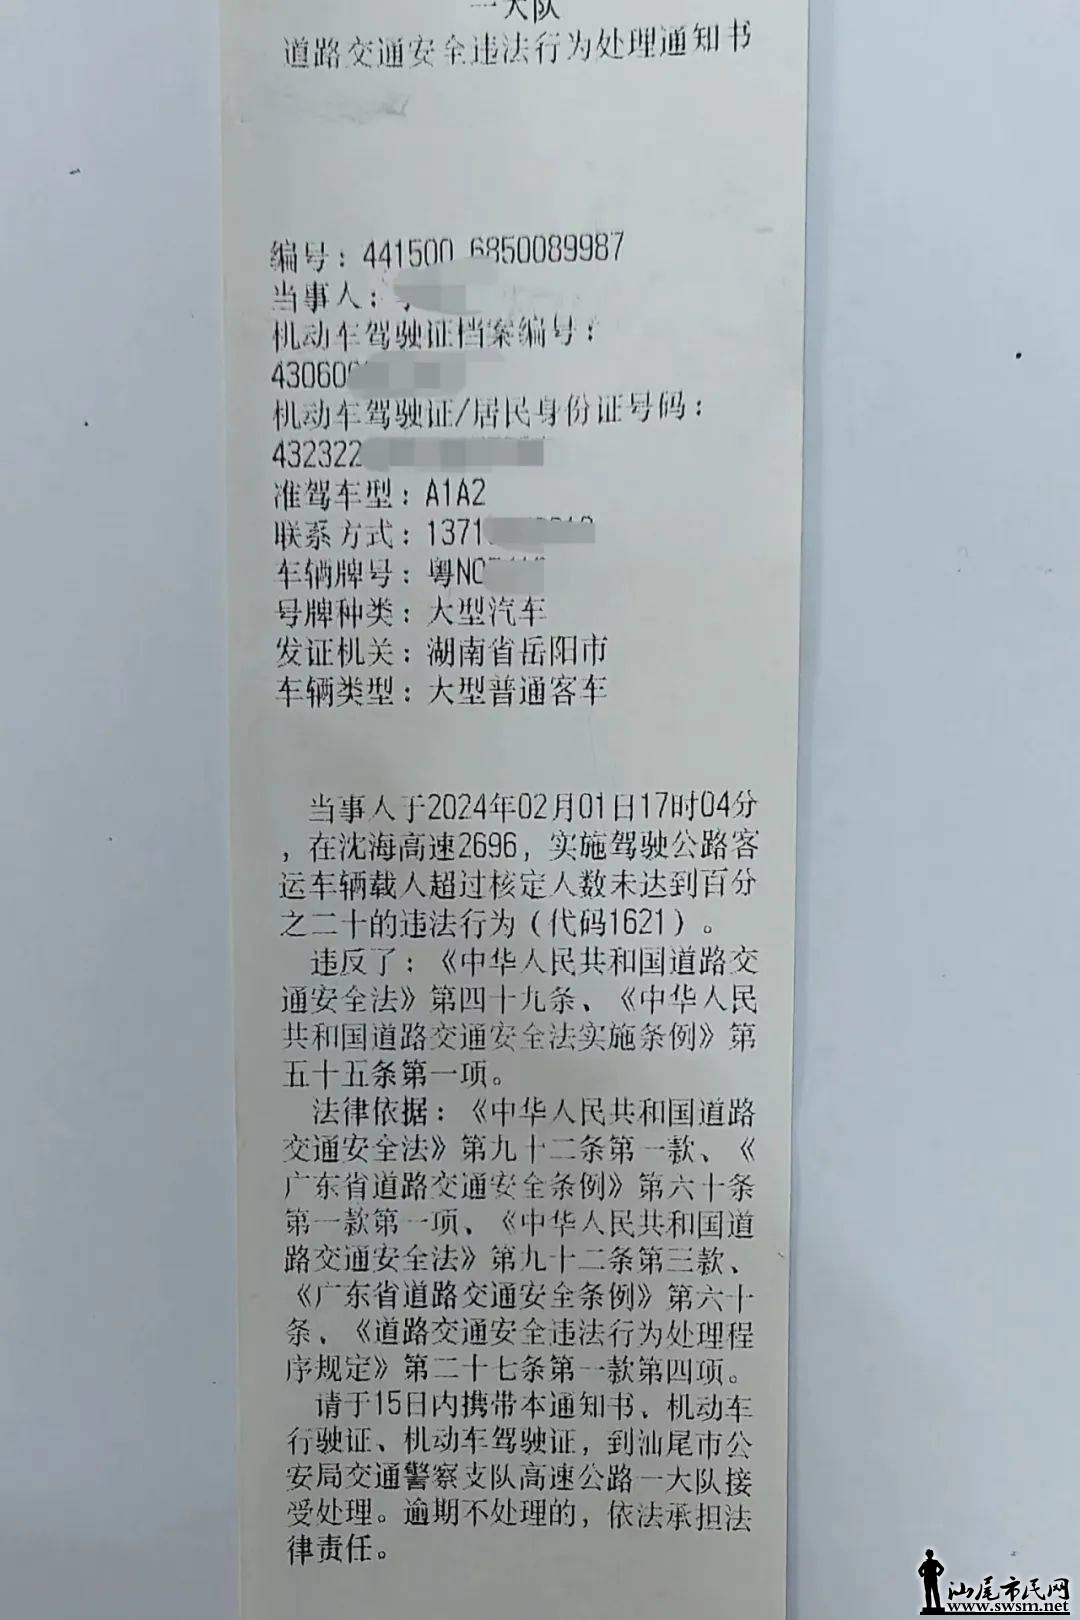 一大队
道路交通安全违法行为处理通知书
编号：441500 6850089987
当事人：
机动车驾驶证档案编号：
43060
机动车驾驶证/居民身份证号码：
432322
准驾车型：A1A2
联系方式：1371
车辆牌号：粤N0
号牌种类：大型汽车
发证机关：湖南省岳阳市
车辆类型：大型普通客车
当事人于2024年02月01日17时04分
，在沈海高速2696，实施驾驶公路客
运车辆载人超过核定人数未达到百分
之二十的违法行为（代码1621）。
违反了：《中华人民共和国道路交
通安全法》第四十九条、《中华人民
共和国道路交通安全法实施条例》第
五十五条第一项。
法律依据：《中华人民共和国道路
交通安全法》第九十二条第一款、《
广东省道路交通安全条例》第六十条
第一款第一项、《中华人民共和国道
路交通安全法》第九十二条第三款、
《广东省道路交通安全条例》第六十
条、《道路交通安全违法行为处理程
序规定》第二十七条第一款第四项。
请于15日内携带本通知书、机动车
行驶证、机动车驾驶证，到汕尾市公
安局交通警察支队高速公路一大队接
受处理。逾期不处理的，依法承担法
律责任。
汕尾市民网
www.swsm.net